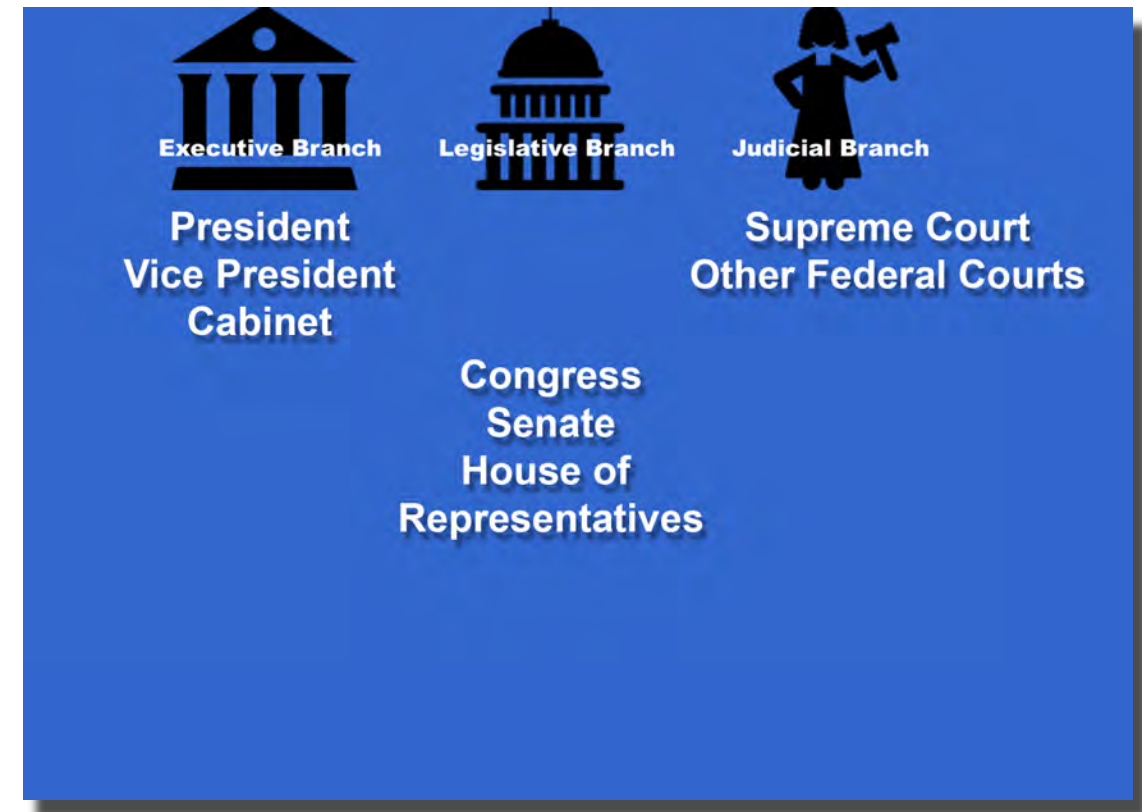 Executive Branch
Legislative Branch
Judicial Branch
President
Vice President
Cabinet
Supreme Court
Other Federal Courts
Congress
Senate
House of
Representatives